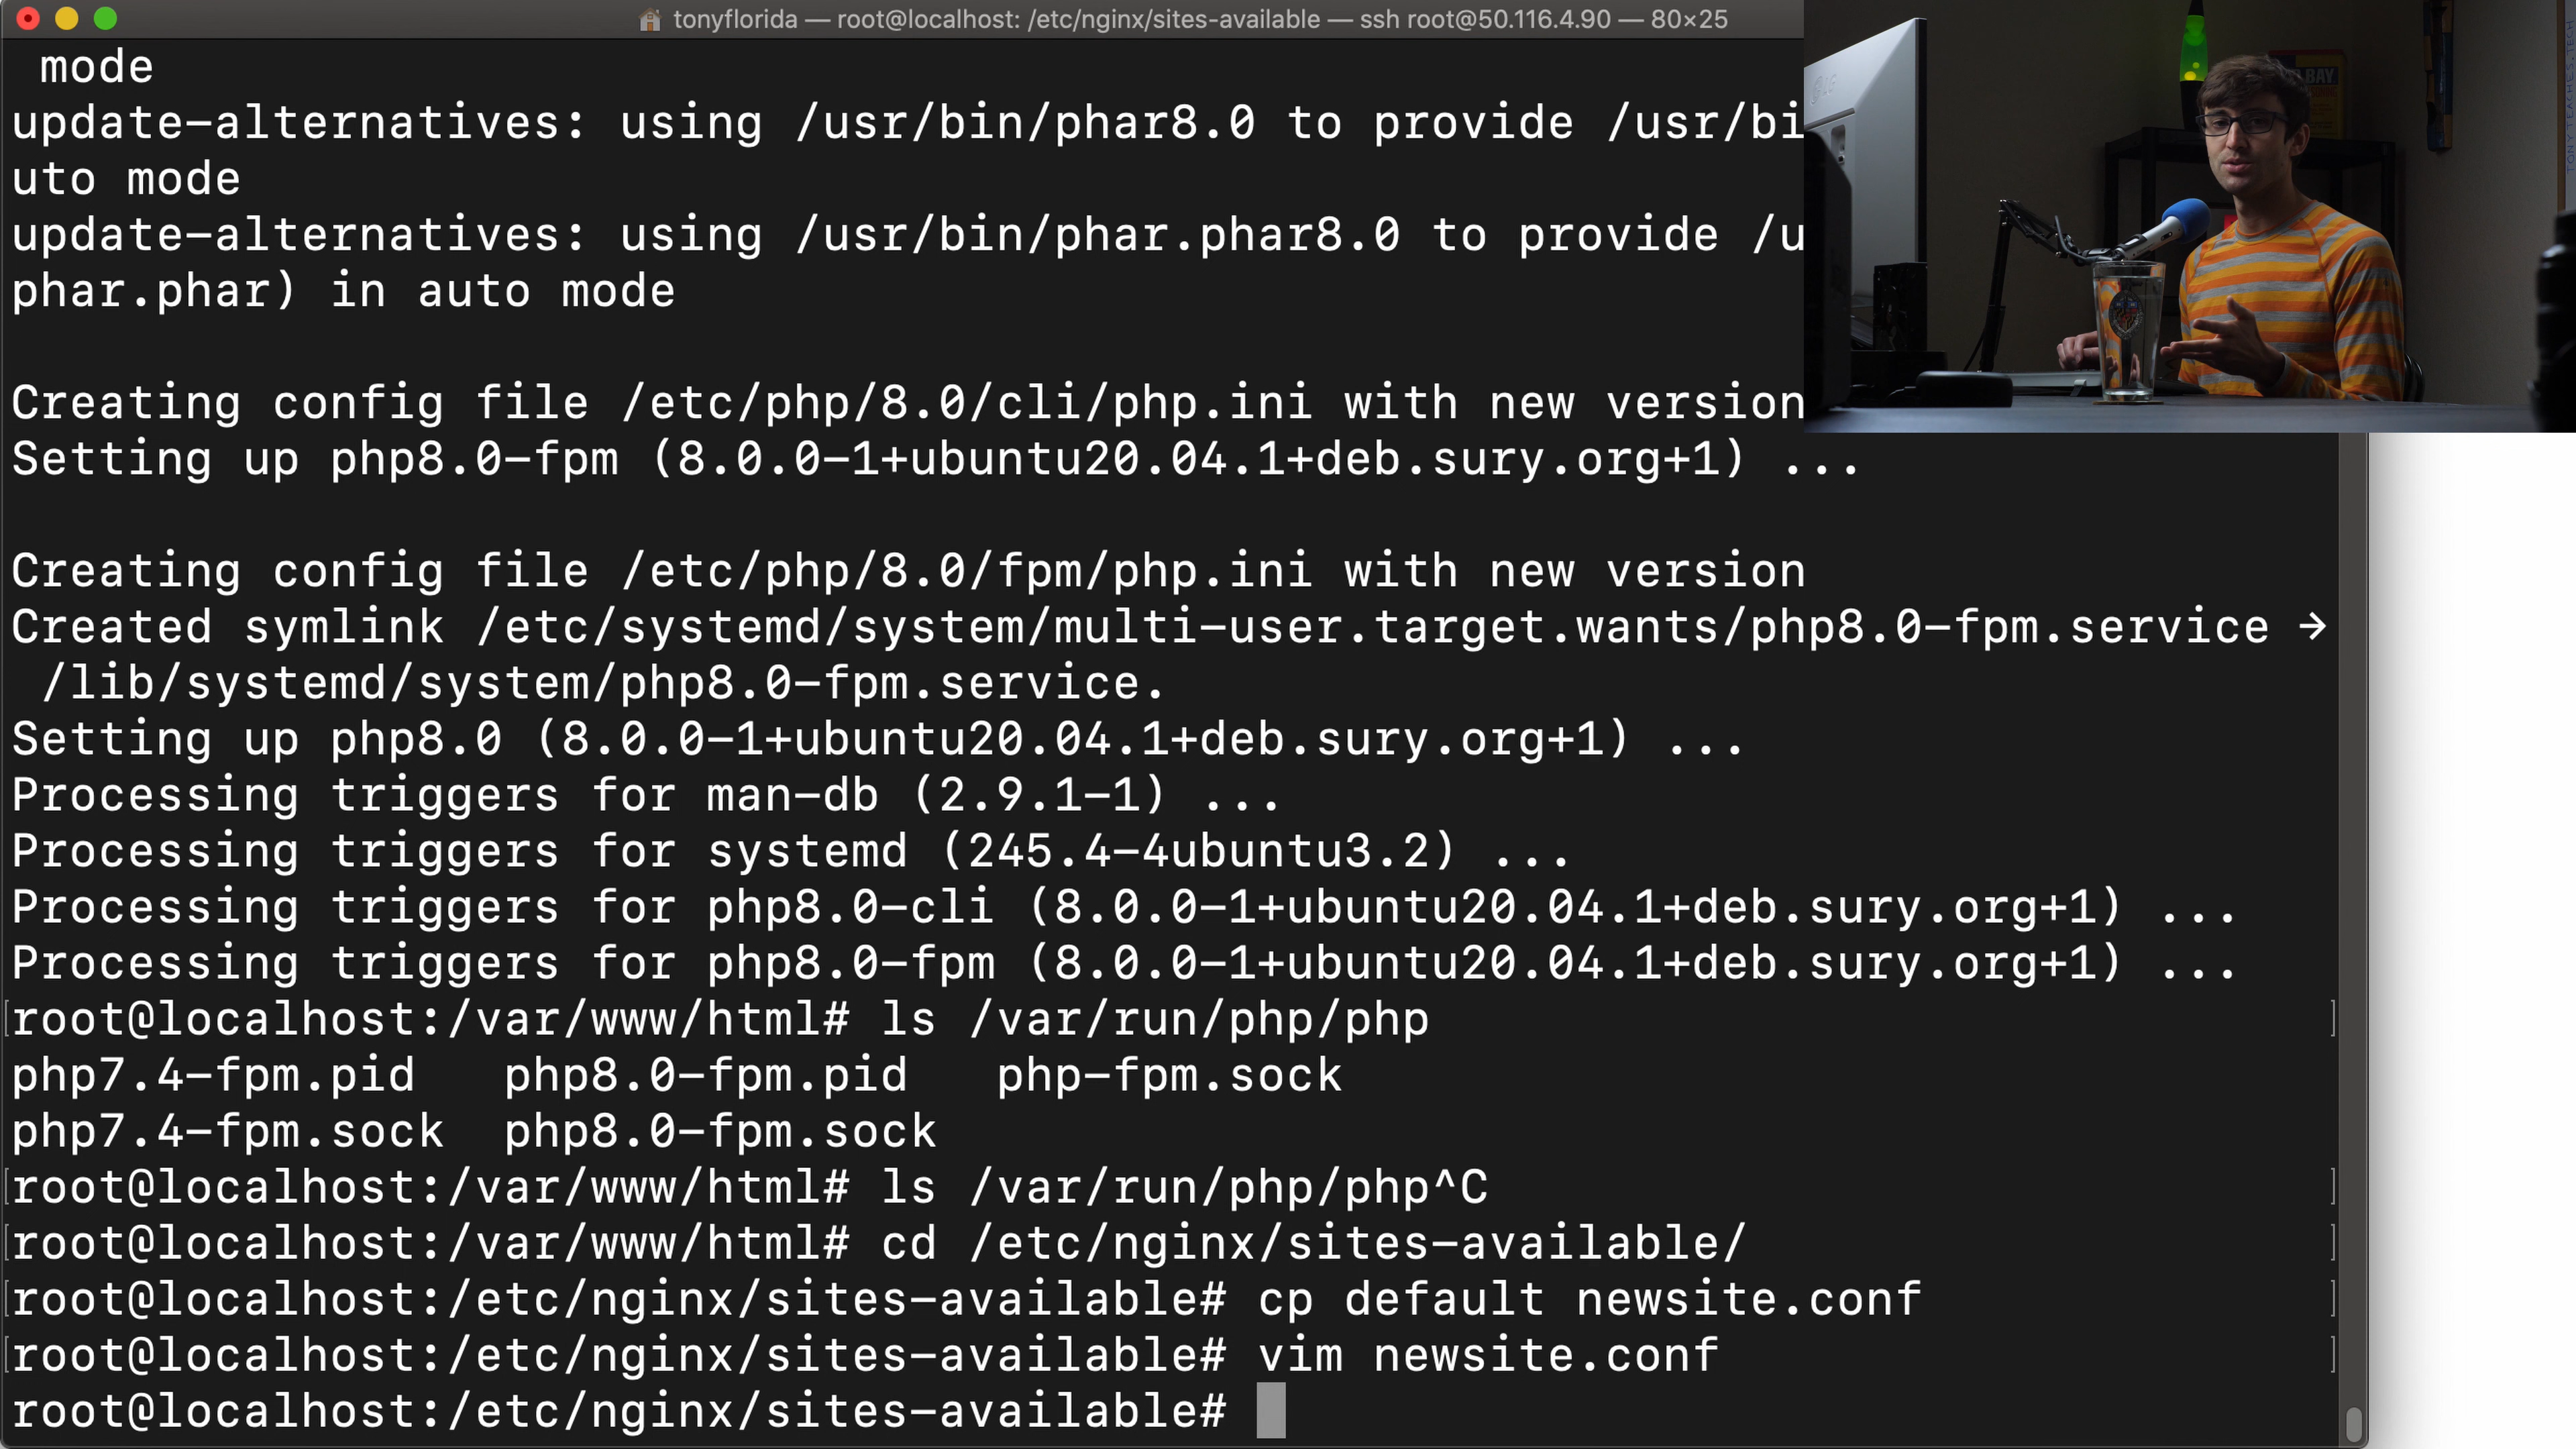 tonyflorida — root@localhost: /etc/nginx/sites-available — ssh root@50.116.4.90 — 80×25
mode
update-alternatives: using /usr/bin/phar8.0 to provide /usr/bi
uto mode
update-alternatives: using /usr/bin/phar.phar8.0 to provide /u
phar.phar) in auto mode
Creating config file /etc/php/8.0/cli/php.ini with new version
Setting up php8.0-fpm (8.0.0-1+ubuntu20.04.1+deb.sury.org+1) ...
Creating config file /etc/php/8.0/fpm/php.ini with new version
Created symlink /etc/systemd/system/multi-user.target.wants/php8.0-fpm.service →
/lib/systemd/system/php8.0-fpm.service.
Setting up php8.0 (8.0.0-1+ubuntu20.04.1+deb.sury.org+1) ...
Processing triggers for man-db (2.9.1-1) ...
Processing triggers for systemd (245.4-4ubuntu3.2) ...
Processing triggers for php8.0-cli (8.0.0-1+ubuntu20.04.1+deb.sury.org+1) ...
Processing triggers for php8.0-fpm (8.0.0-1+ubuntu20.04.1+deb.sury.org+1) ...
[root@localhost:/var/www/html# ls /var/run/php/php ]
php7.4-fpm.pid php8.0-fpm.pid php-fpm.sock
php7.4-fpm.sock php8.0-fpm.sock
[root@localhost:/var/www/html# ls /var/run/php/php^C ]
[root@localhost:/var/www/html# cd /etc/nginx/sites-available/ ]
[root@localhost:/etc/nginx/sites-available# cp default newsite.conf ]
[root@localhost:/etc/nginx/sites-available# vim newsite.conf ]
root@localhost:/etc/nginx/sites-available#
LG
BAY